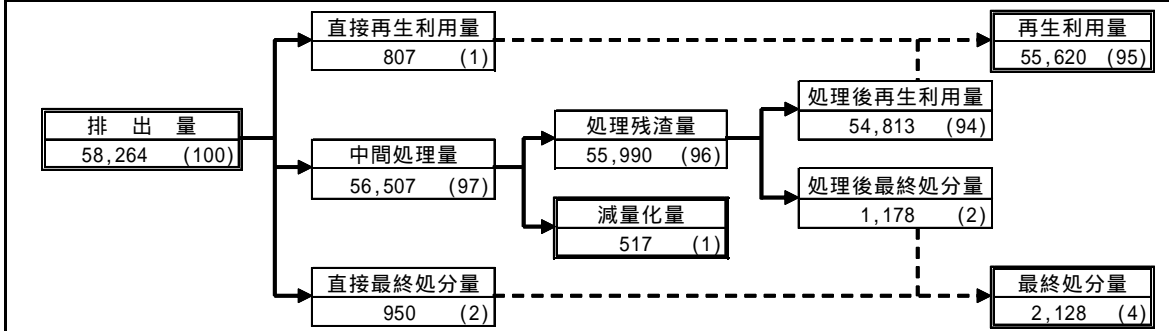 直接再生利用量
807 (1)
再生利用量
55,620 (95)
処理後再生利用量
54,813 (94)
排 出 量
58,264 (100)
処理残渣量
55,990 (96)
中間処理量
56,507 (97)
処理後最終処分量
1,178 (2)
減量化量
517 (1)
直接最終処分量
950 (2)
最終処分量
2,128 (4)